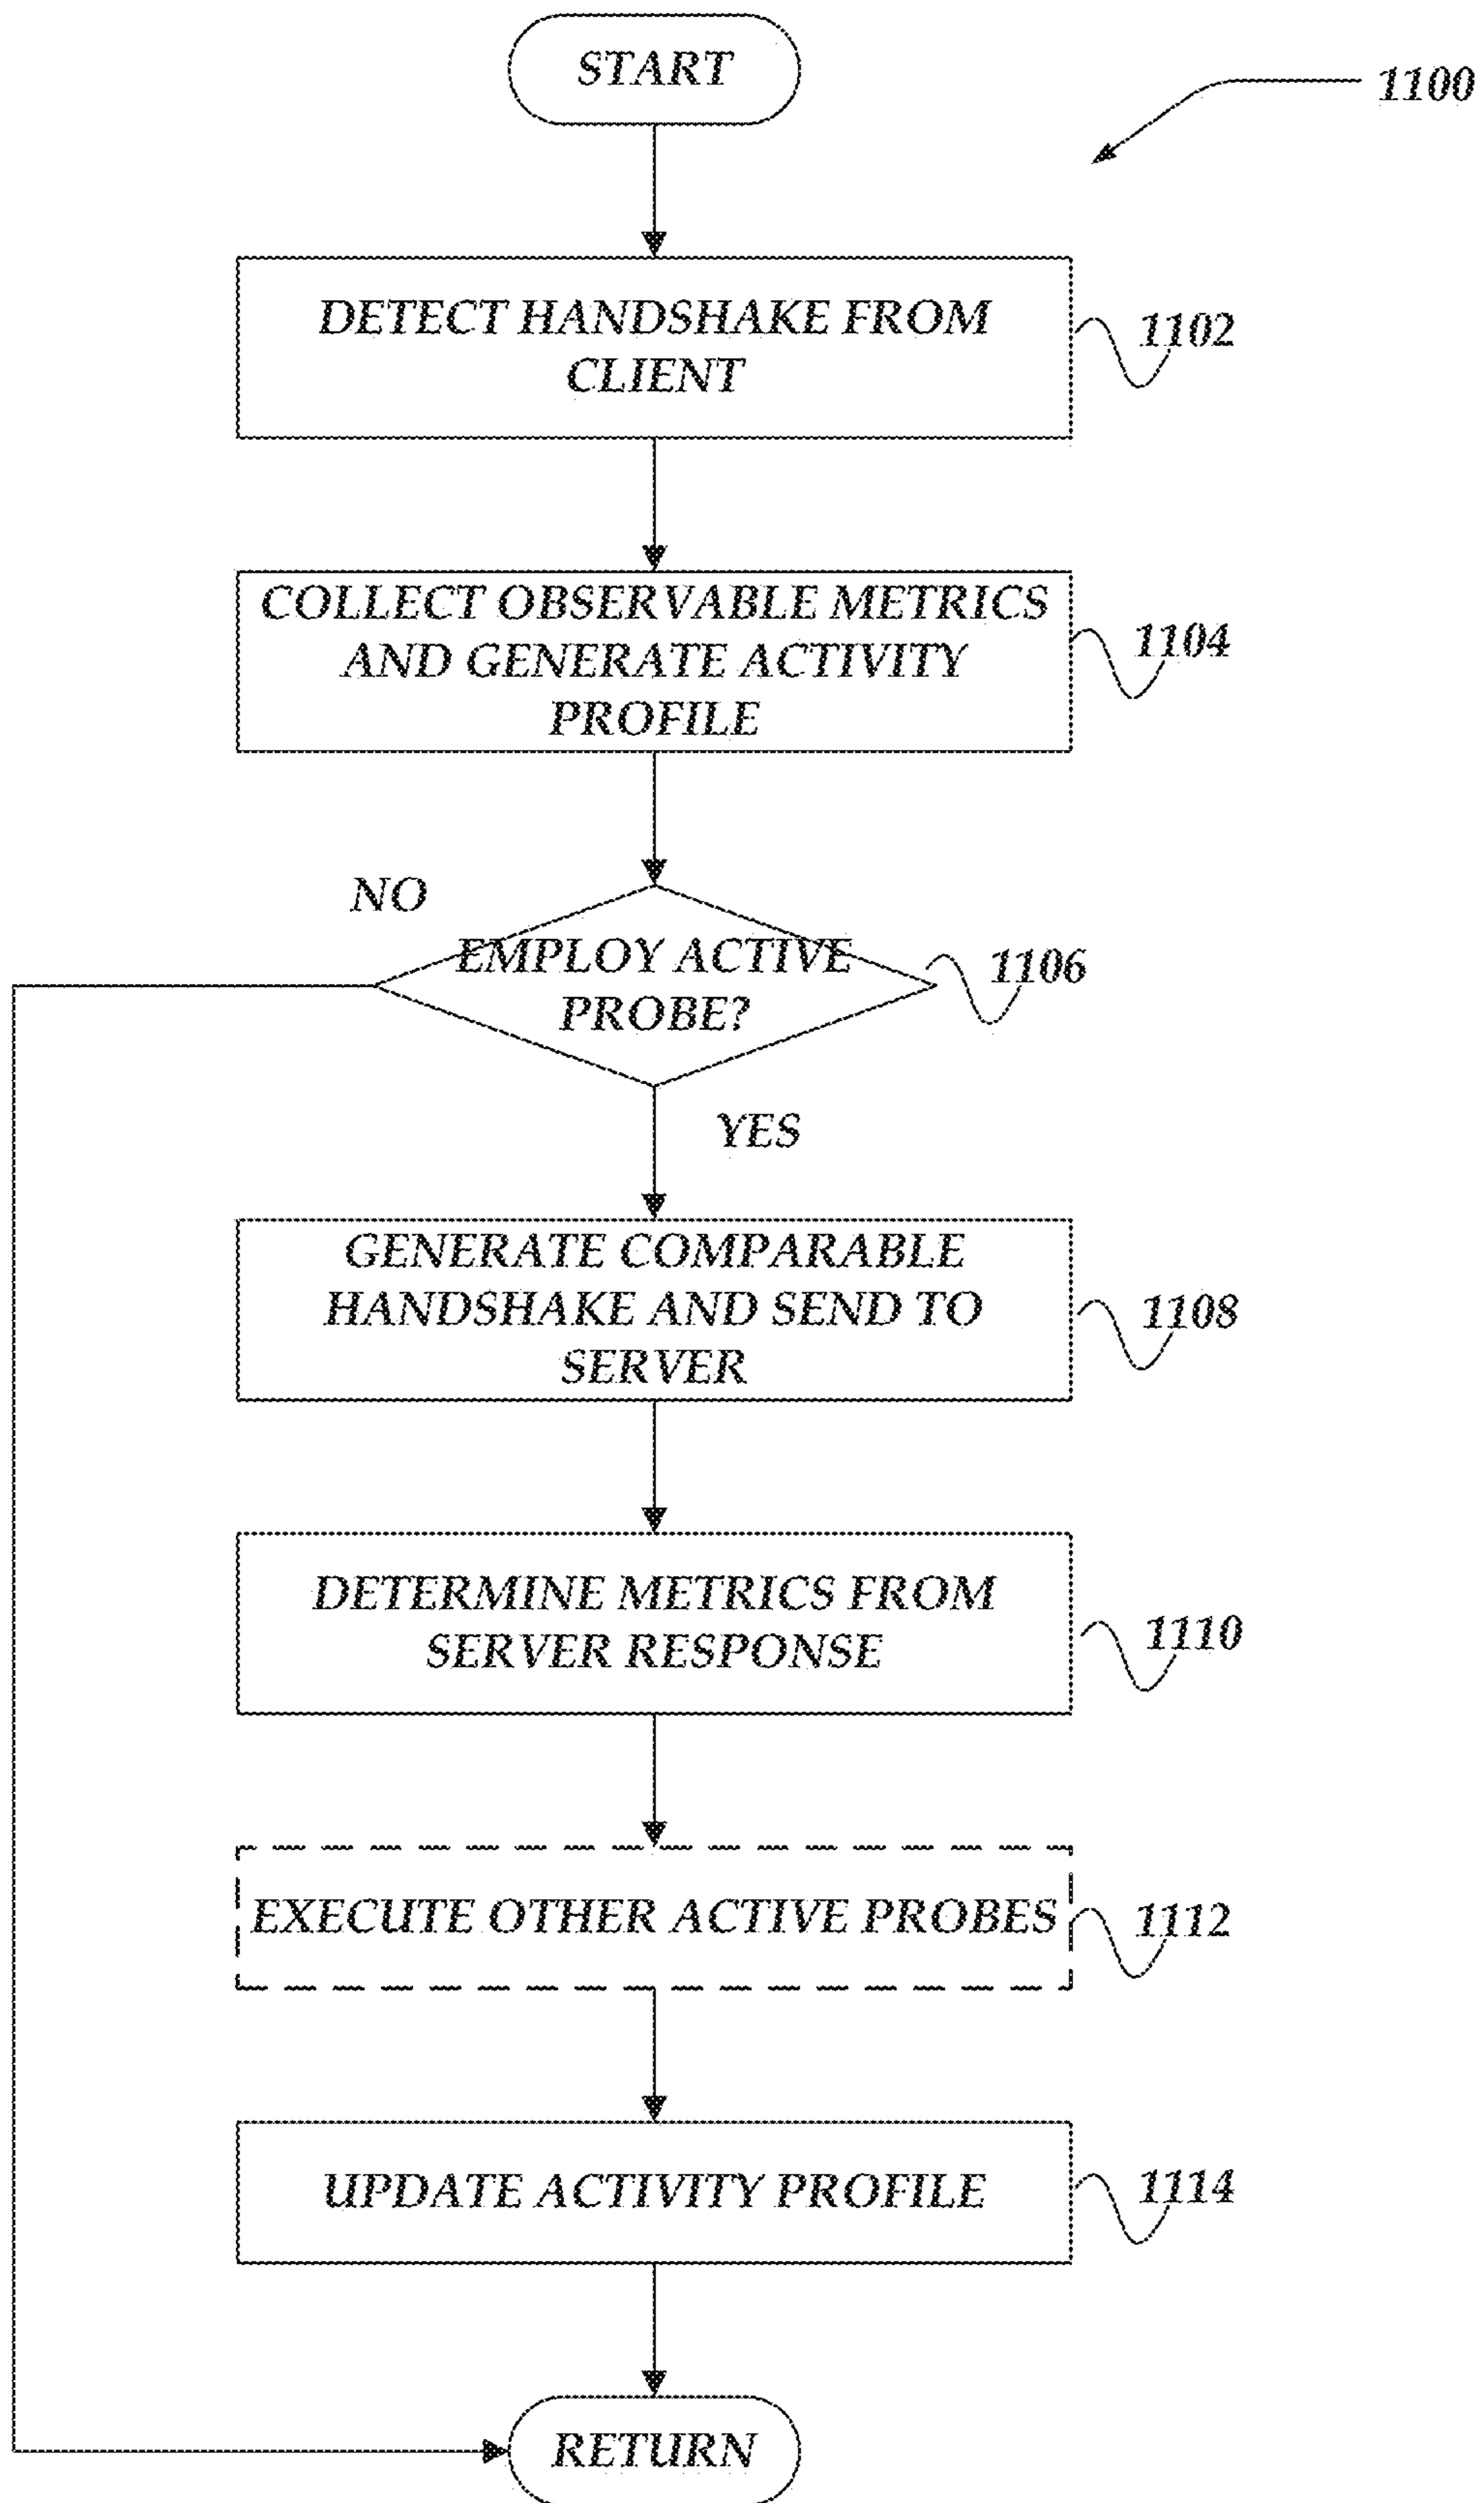 START
1100
DETECT HANDSHAKE FROM
CLIENT
1102
COLLECT OBSERVABLE METRICS
AND GENERATE ACTIVITY
PROFILE
1104
NO
EMPLOY ACTIVE
PROBE?
1106
YES
GENERATE COMPARABLE
HANDSHAKE AND SEND TO
SERVER
1108
DETERMINE METRICS FROM
SERVER RESPONSE
1110
EXECUTE OTHER ACTIVE PROBES
1112
UPDATE ACTIVITY PROFILE
1114
RETURN